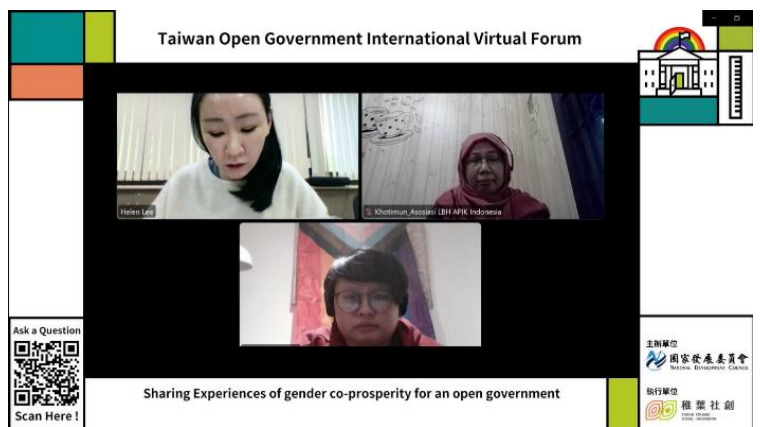 Taiwan Open Government International Virtual Forum
Helen Lee
Khotimun_Asosiasi LBH APIK Indonesia
Ask a Question
Scan Here !
Sharing Experiences of gender co-prosperity for an open government
主辦單位
國家發展委員會
NATIONAL DEVELOPMENT COUNCIL
執行單位
稚葉社創